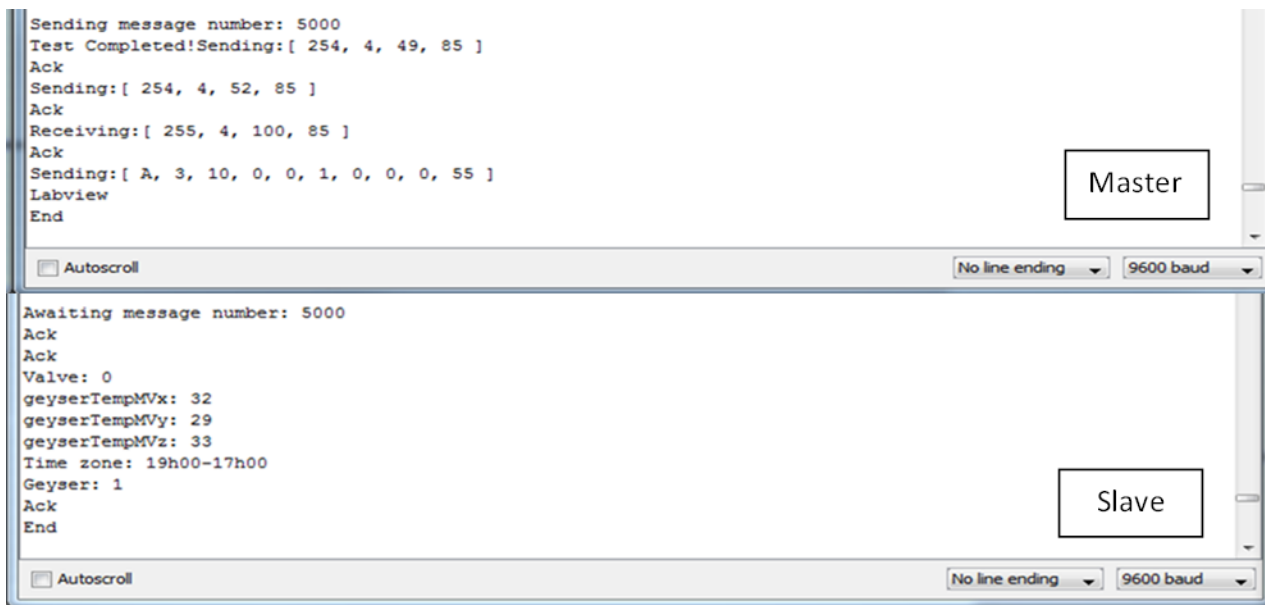 Sending message number: 5000
Test Completed!Sending:[ 254, 4, 49, 85 ]
Ack
Sending:[ 254, 4, 52, 85 ]
Ack
Receiving:[ 255, 4, 100, 85 ]
Ack
Sending:[ A, 3, 10, 0, 0, 1, 0, 0, 0, 55 ]
Labview
End
Master
Autoscroll
No line ending
9600 baud
Awaiting message number: 5000
Ack
Ack
Valve: 0
geyserTempMVx: 32
geyserTempMVy: 29
geyserTempMVz: 33
Time zone: 19h00-17h00
Geyser: 1
Ack
End
Slave
Autoscroll
No line ending
9600 baud